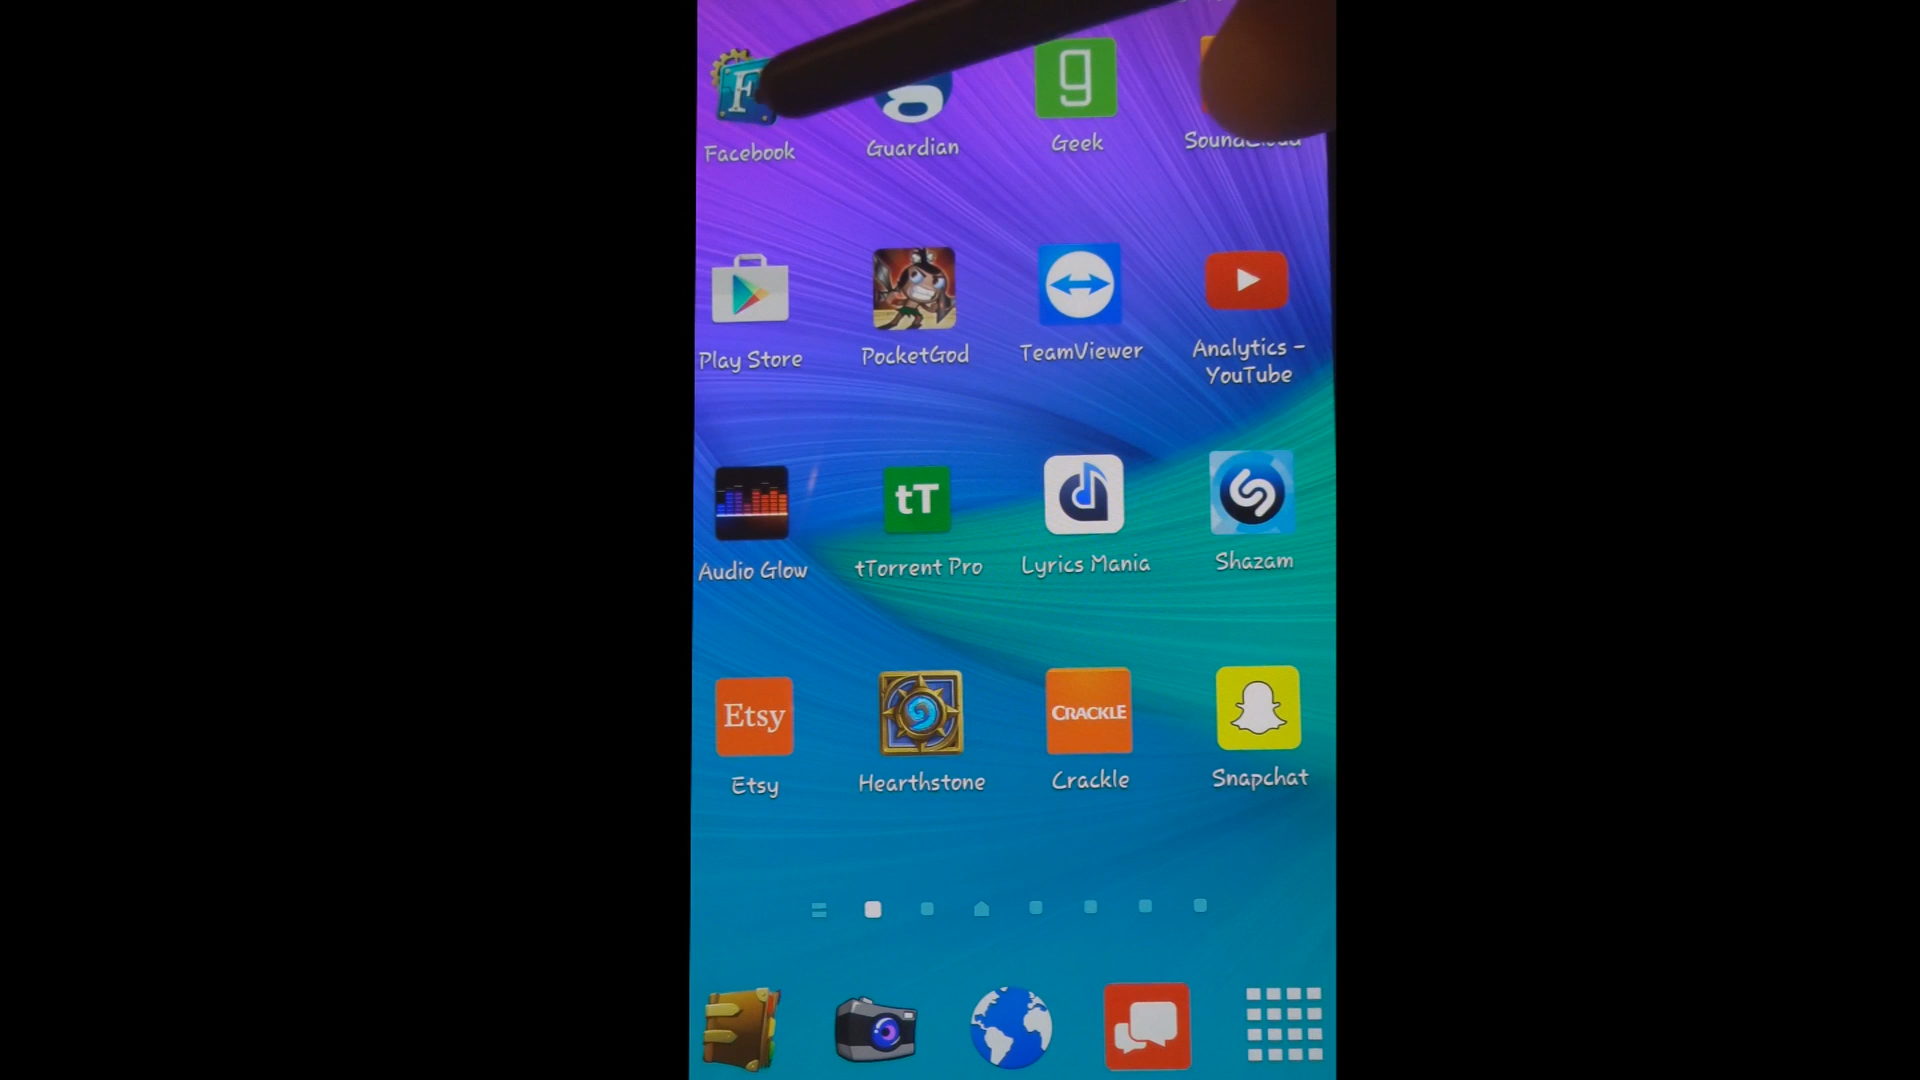 F
g
g
Facebook
Guardian
Geek
SoundCloud
Play Store
PocketGod
TeamViewer
Analytics –
YouTube
tT
Audio Glow
tTorrent Pro
Lyrics Mania
Shazam
Etsy
CRACKLE
Etsy
Hearthstone
Crackle
Snapchat